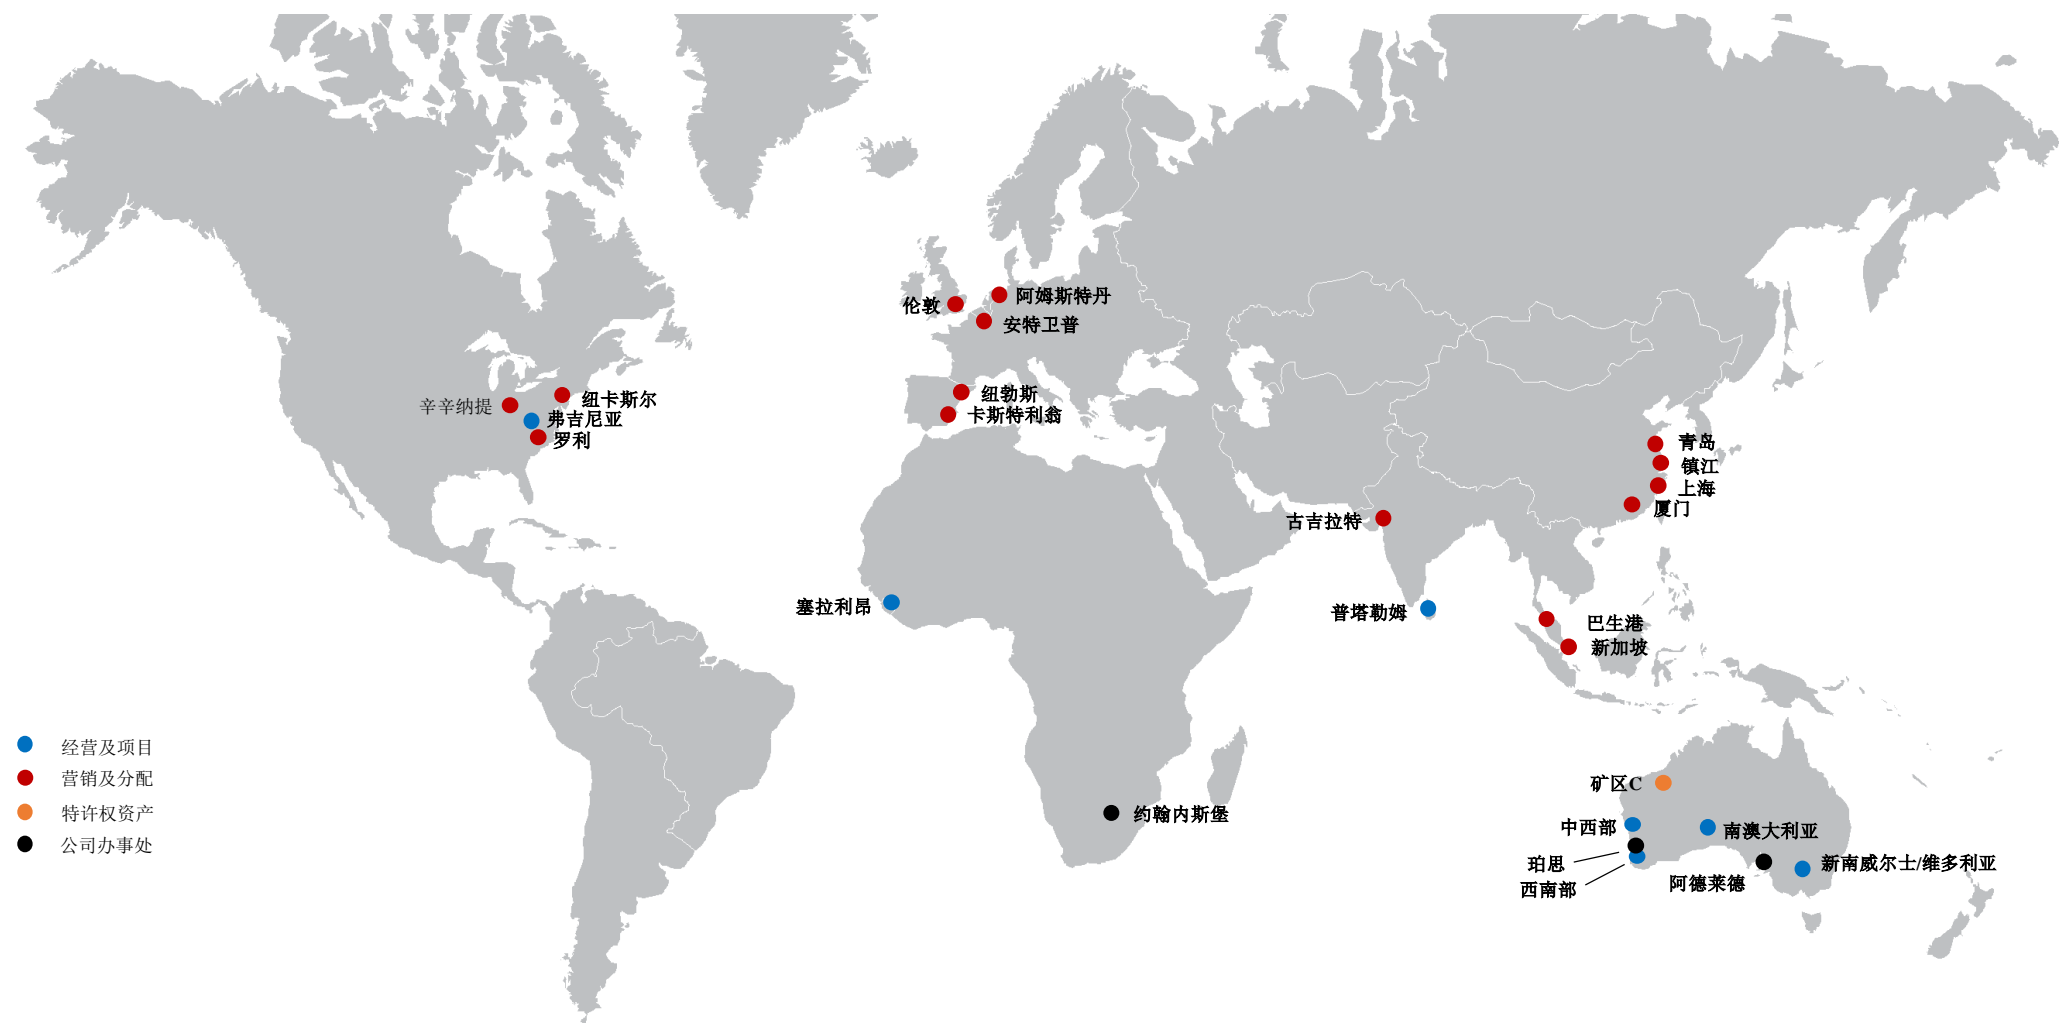 伦敦
阿姆斯特丹
安特卫普
辛辛纳提
纽卡斯尔
弗吉尼亚
罗利
纽勃斯
卡斯特利翁
青岛
镇江
上海
厦门
古吉拉特
塞拉利昂
普塔勒姆
巴生港
新加坡
经营及项目
营销及分配
特许权资产
公司办事处
约翰内斯堡
矿区C
中西部
南澳大利亚
珀思
西南部
阿德莱德
新南威尔士/维多利亚